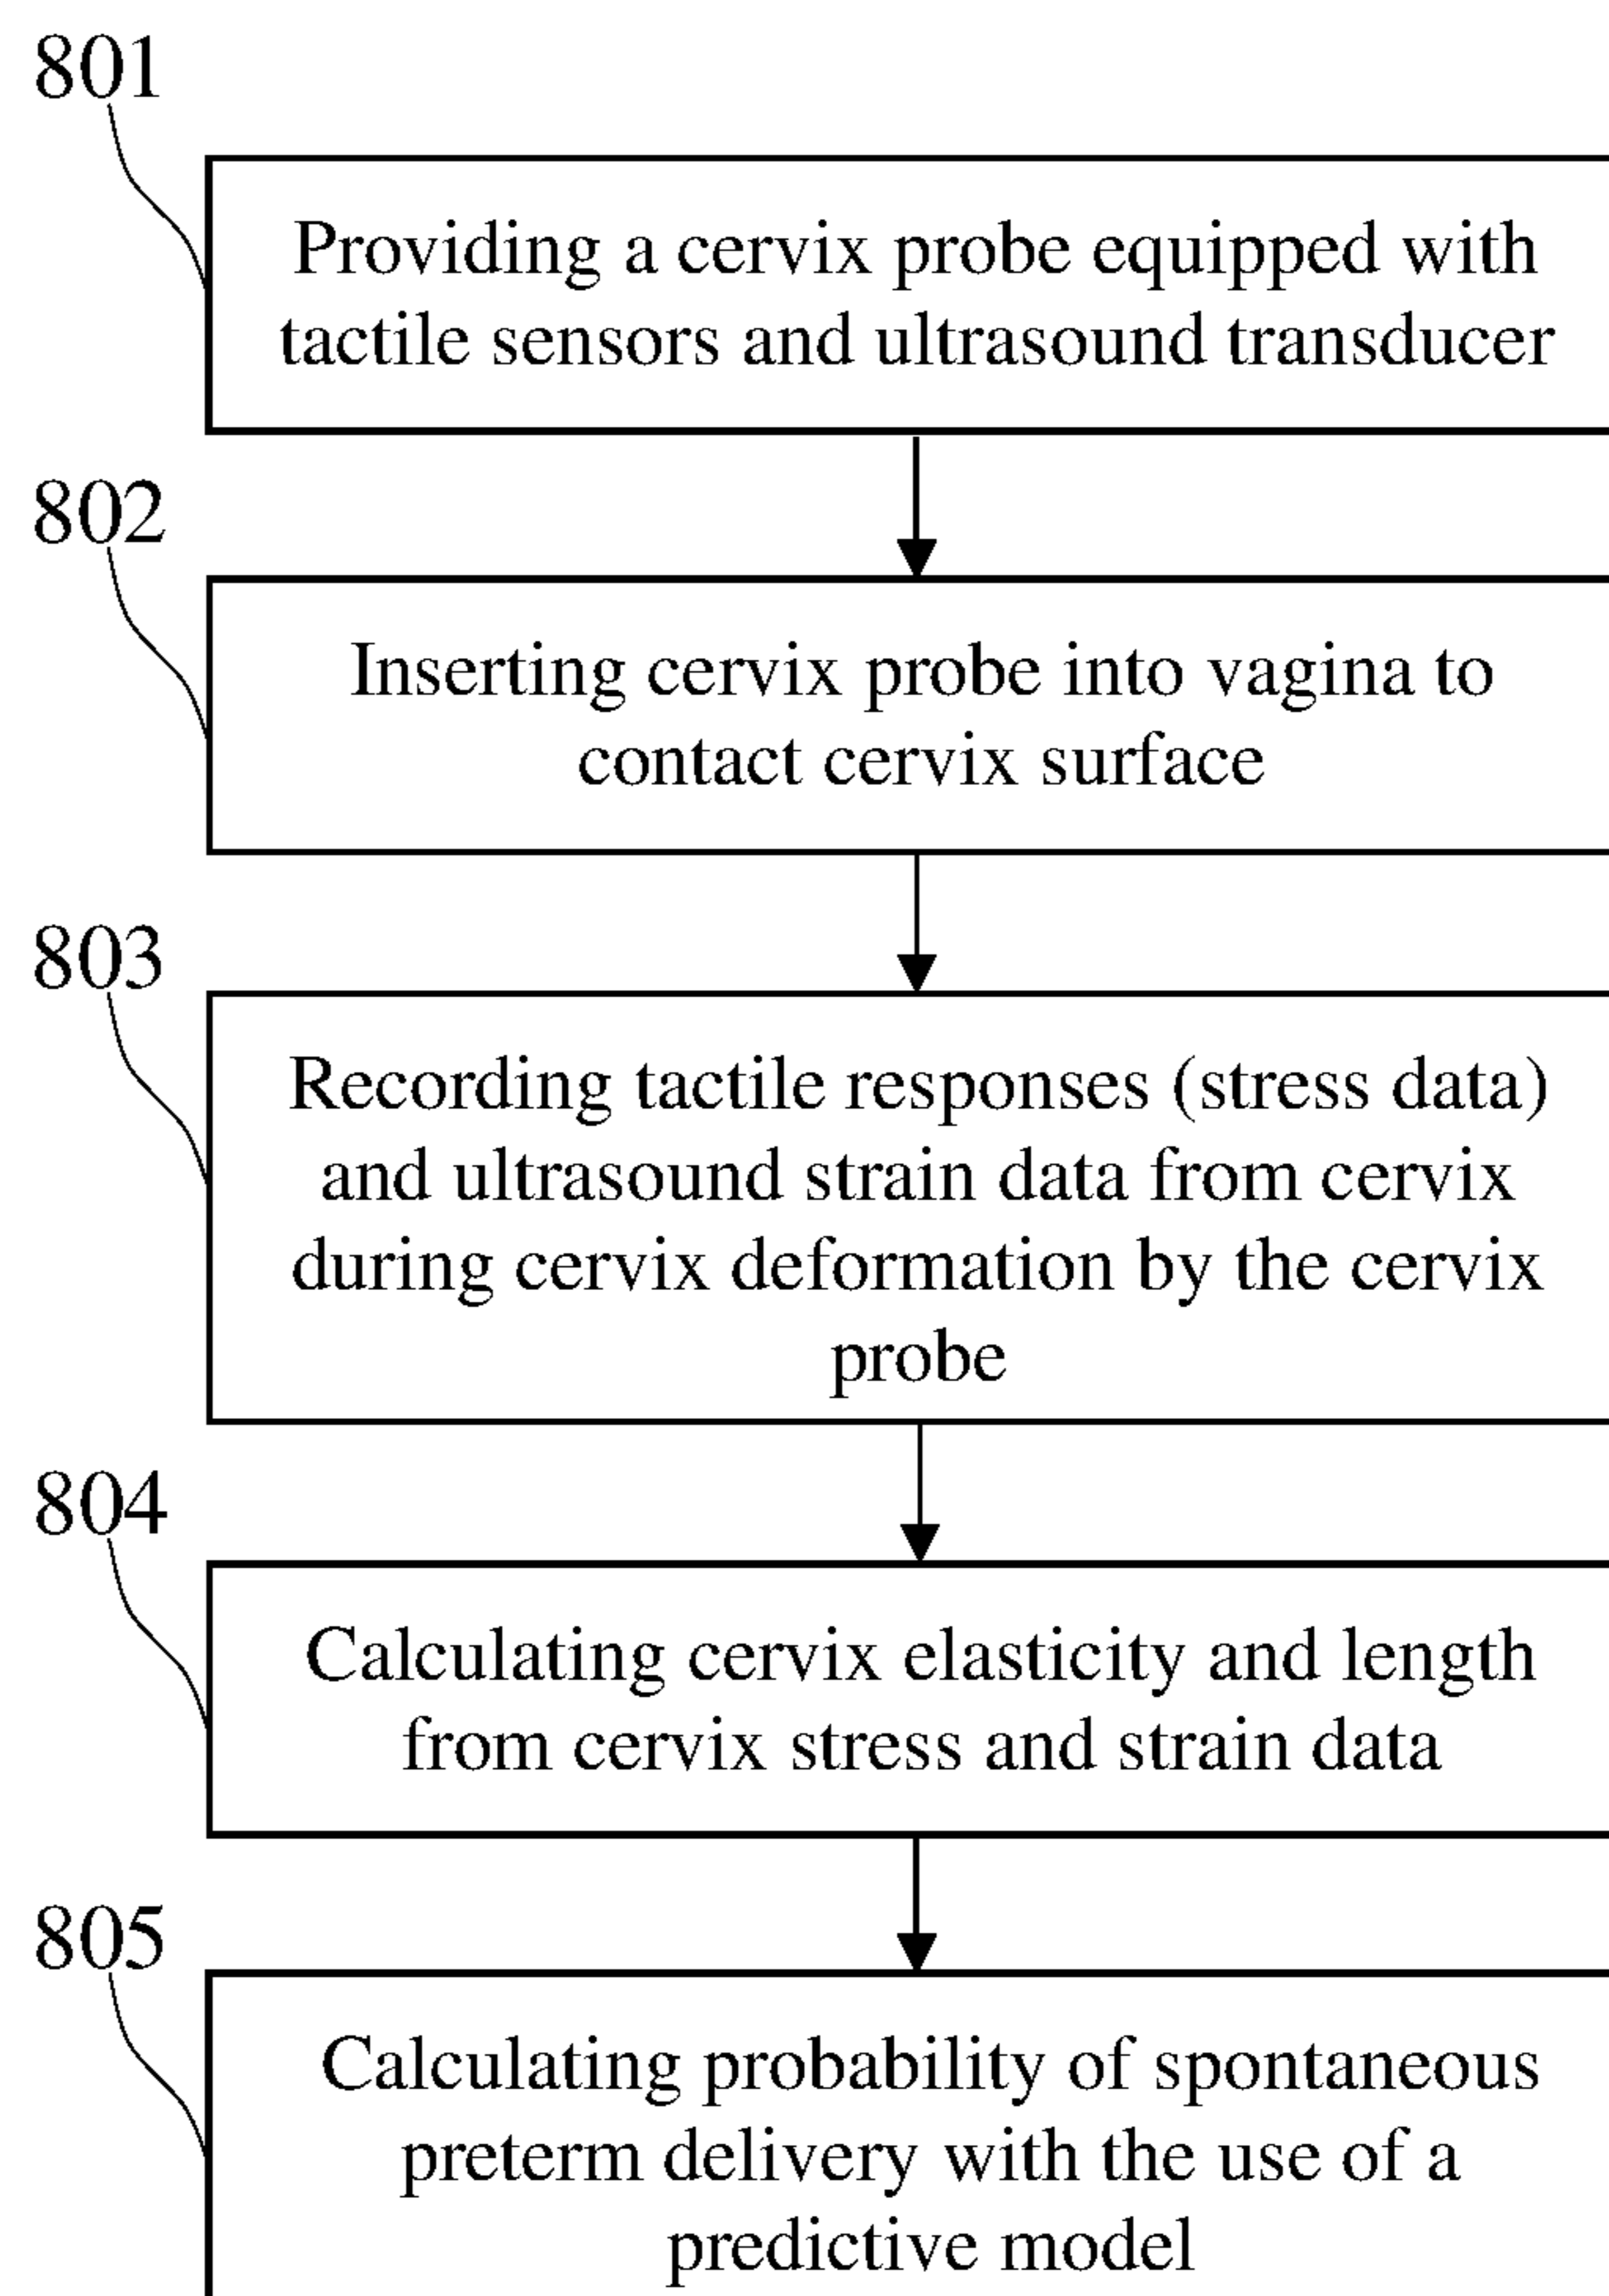 801
Providing a cervix probe equipped with
tactile sensors and ultrasound transducer
802
Inserting cervix probe into vagina to
contact cervix surface
803
Recording tactile responses (stress data)
and ultrasound strain data from cervix
during cervix deformation by the cervix
probe
804
Calculating cervix elasticity and length
from cervix stress and strain data
805
Calculating probability of spontaneous
preterm delivery with the use of a
predictive model